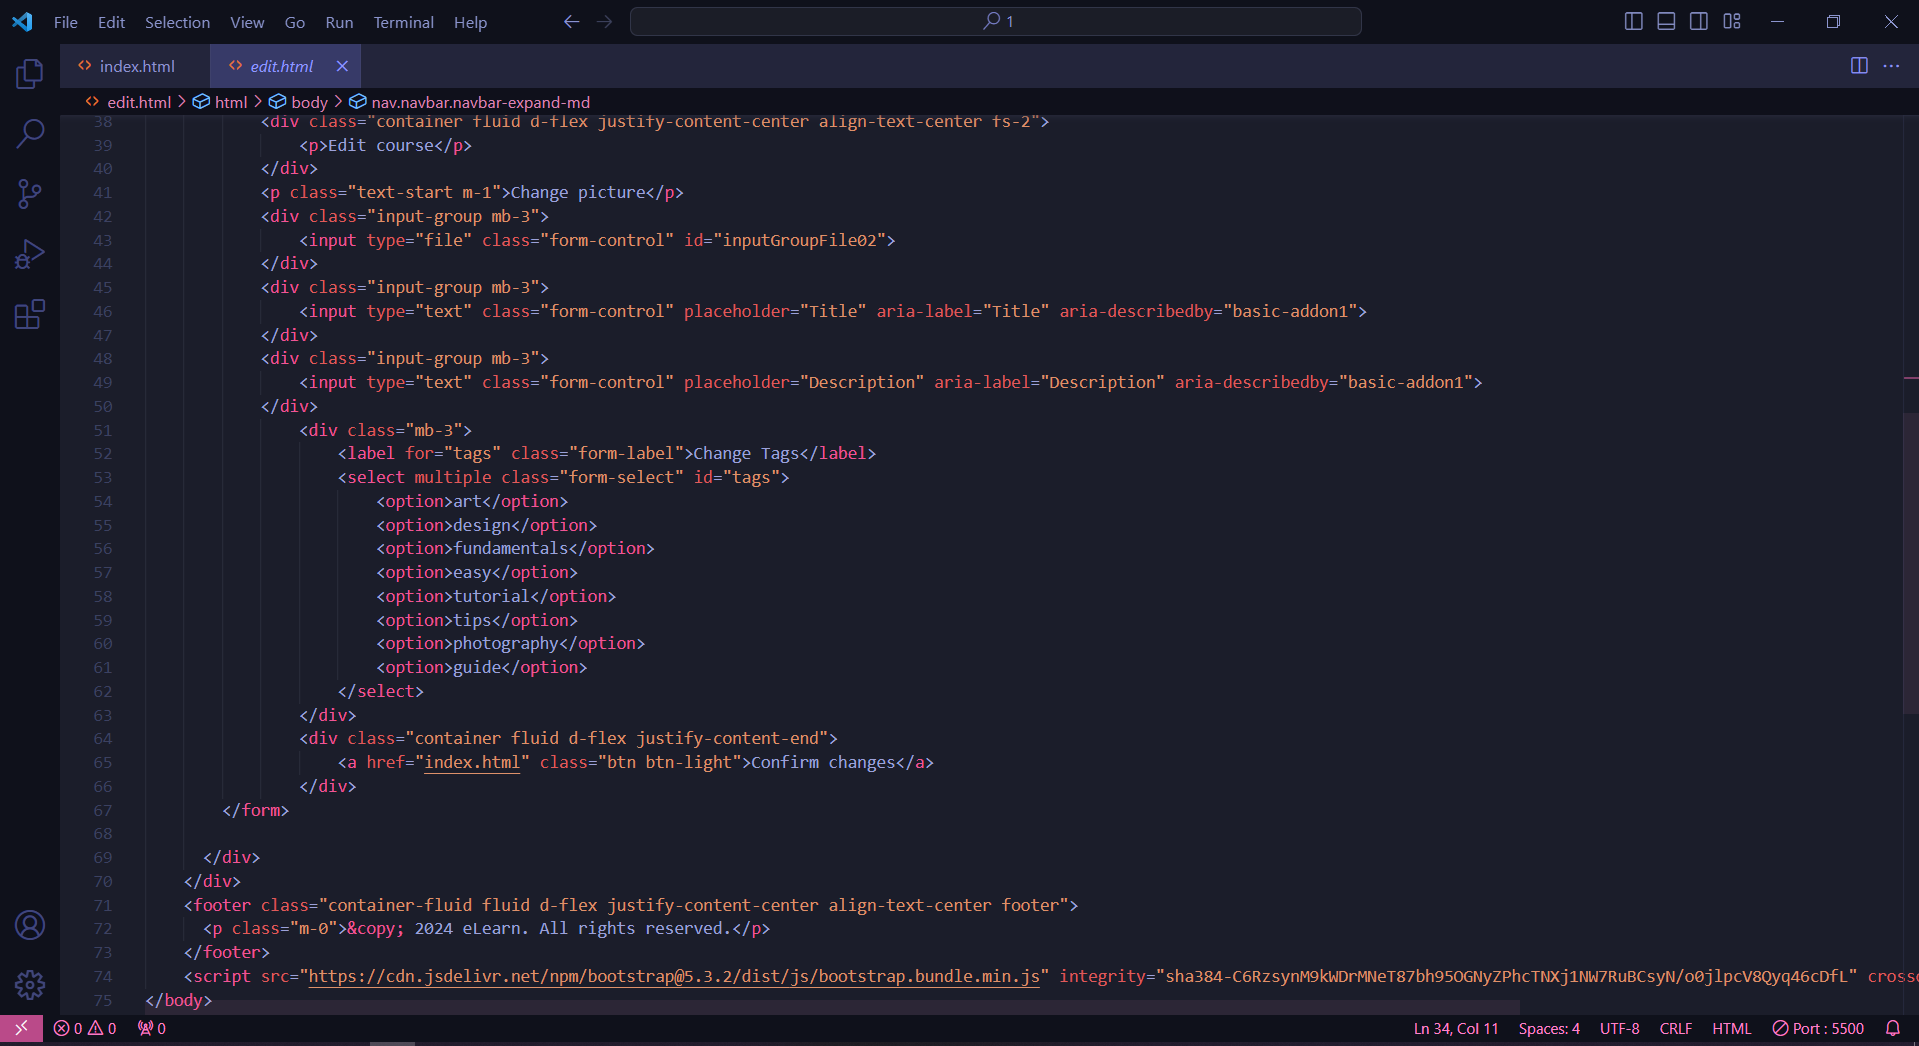 File Edit Selection View Go Run Terminal Help
1
index.html
edit.html
edit.html > html > body > nav.navbar.navbar-expand-md
38 <div class="container fluid d-flex justify-content-center align-text-center fs-2">
39 <p>Edit course</p>
40 </div>
41 <p class="text-start m-1">Change picture</p>
42 <div class="input-group mb-3">
43 <input type="file" class="form-control" id="inputGroupFile02">
44 </div>
45 <div class="input-group mb-3">
46 <input type="text" class="form-control" placeholder="Title" aria-label="Title" aria-describedby="basic-addon1">
47 </div>
48 <div class="input-group mb-3">
49 <input type="text" class="form-control" placeholder="Description" aria-label="Description" aria-describedby="basic-addon1">
50 </div>
51 <div class="mb-3">
52 <label for="tags" class="form-label">Change Tags</label>
53 <select multiple class="form-select" id="tags">
54 <option>art</option>
55 <option>design</option>
56 <option>fundamentals</option>
57 <option>easy</option>
58 <option>tutorial</option>
59 <option>tips</option>
60 <option>photography</option>
61 <option>guide</option>
62 </select>
63 </div>
64 <div class="container fluid d-flex justify-content-end">
65 <a href="index.html" class="btn btn-light">Confirm changes</a>
66 </div>
67 </form>
68
69 </div>
70 </div>
71 <footer class="container-fluid fluid d-flex justify-content-center align-text-center footer">
72 <p class="m-0">&copy; 2024 eLearn. All rights reserved.</p>
73 </footer>
74 <script src="https://cdn.jsdelivr.net/npm/bootstrap@5.3.2/dist/js/bootstrap.bundle.min.js" integrity="sha384-C6RzsynM9kWDrMNeT87bh95OGNyZPhcTNXj1NW7RuBCsyN/o0jlpcV8Qyq46cDfL" cross
75 </body>
0 0 0
Ln 34, Col 11 Spaces: 4 UTF-8 CRLF HTML Port : 5500